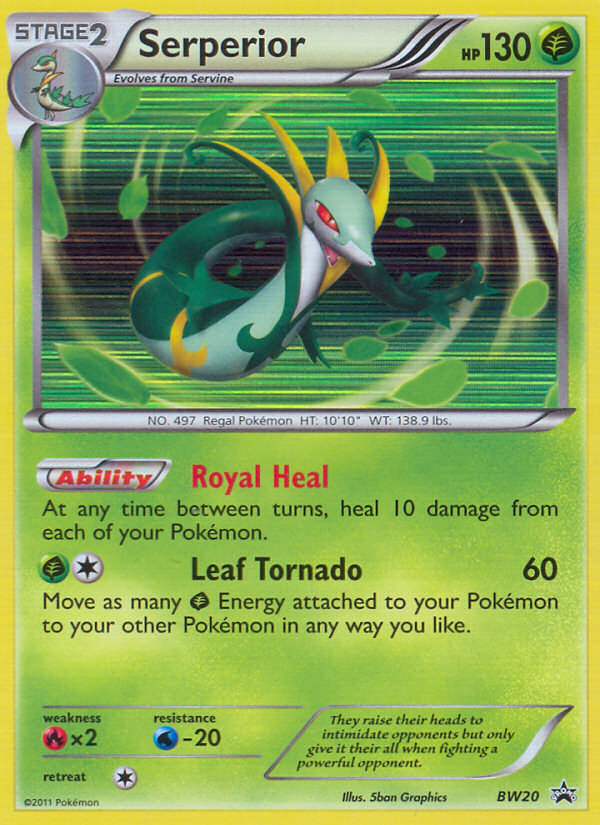 STAGE2
Serperior
HP130
Evolves from Servine
NO. 497 Regal Pokémon HT: 10'10" WT: 138.9 lbs.
Ability Royal Heal
At any time between turns, heal 10 damage from
each of your Pokémon.
Leaf Tornado 60
Move as many Energy attached to your Pokémon
to your other Pokémon in any way you like.
weakness resistance
×2 -20
retreat
They raise their heads to
intimidate opponents but only
give it their all when fighting a
powerful opponent.
©2011 Pokémon
Illus. 5ban Graphics
BW20
PROMO